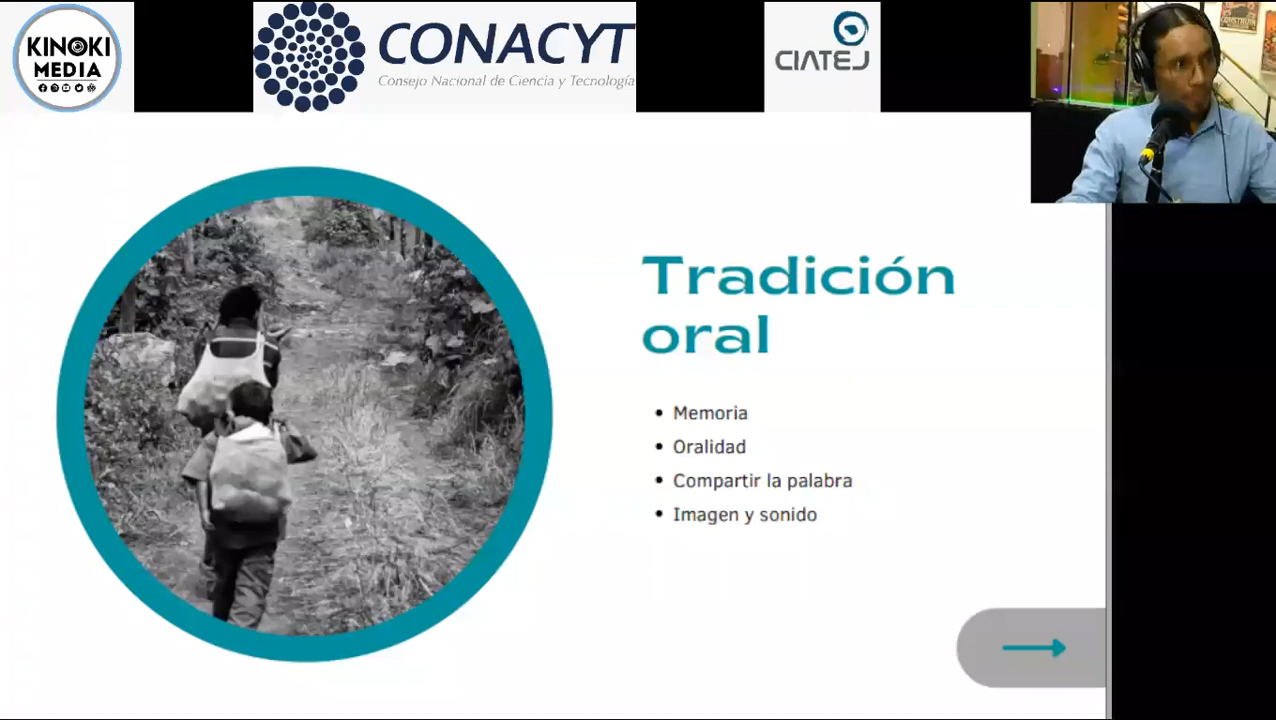 KINOKI
MEDIA
CONACYT
Consejo Nacional de Ciencia y Tecnología
CIATEJ
Tradición
oral
• Memoria
• Oralidad
• Compartir la palabra
• Imagen y sonido